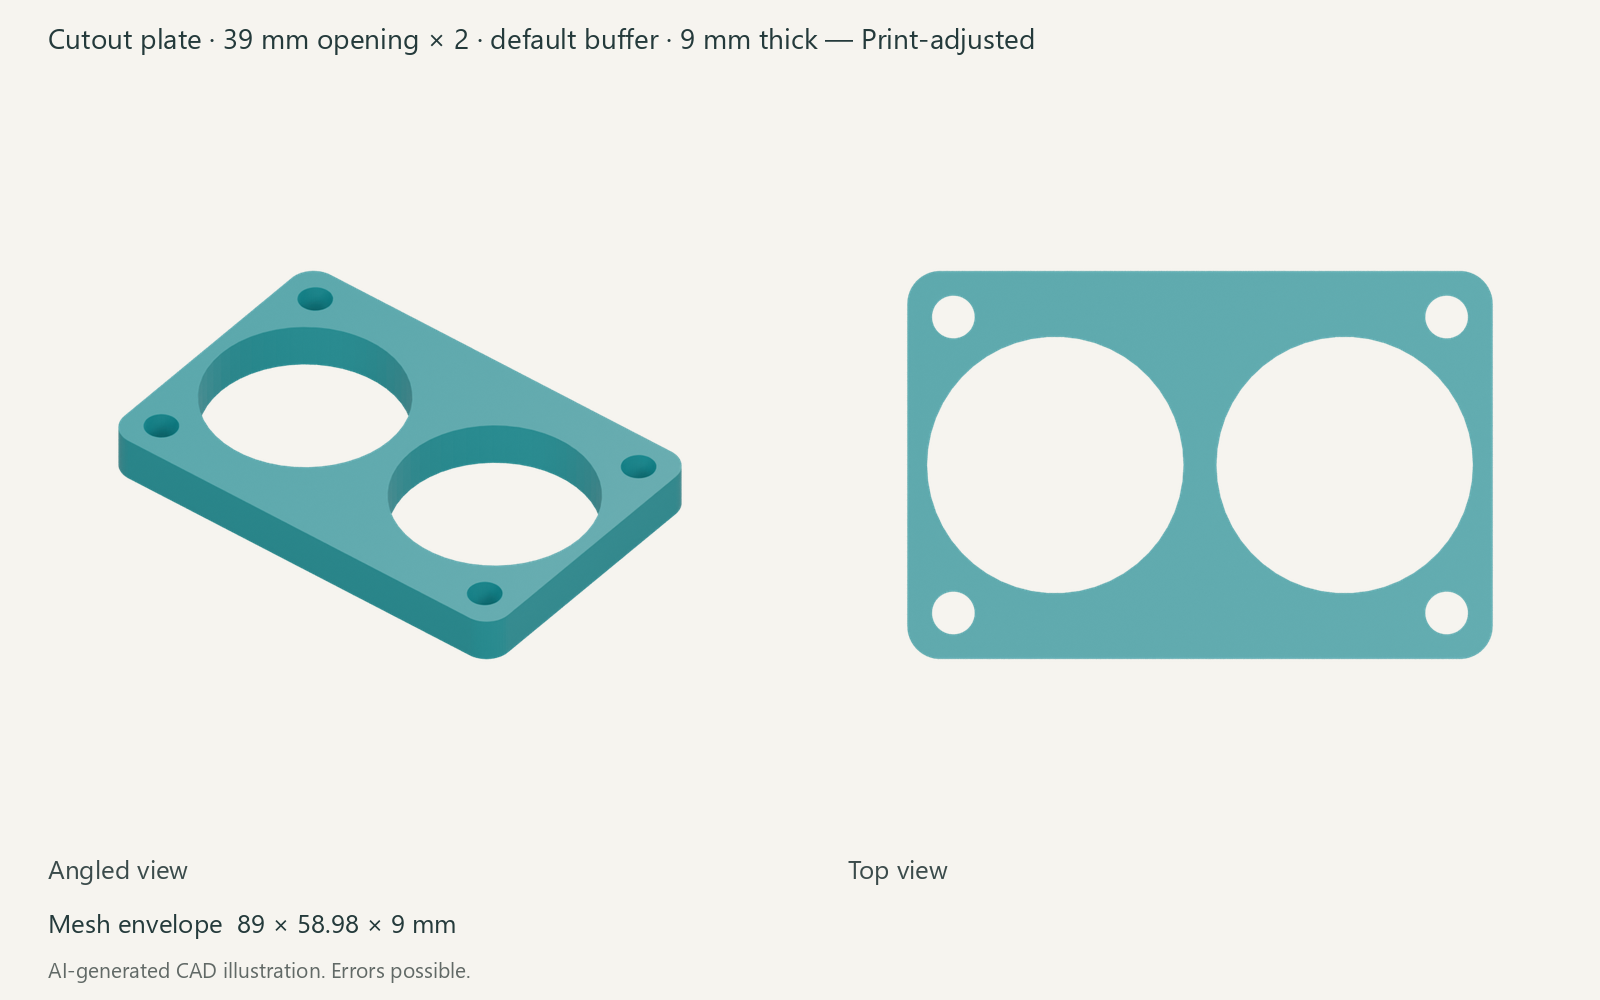 Cutout plate · 39 mm opening × 2 · default buffer · 9 mm thick — Print-adjusted
Angled view
Top view
Mesh envelope 89 × 58.98 × 9 mm
AI-generated CAD illustration. Errors possible.